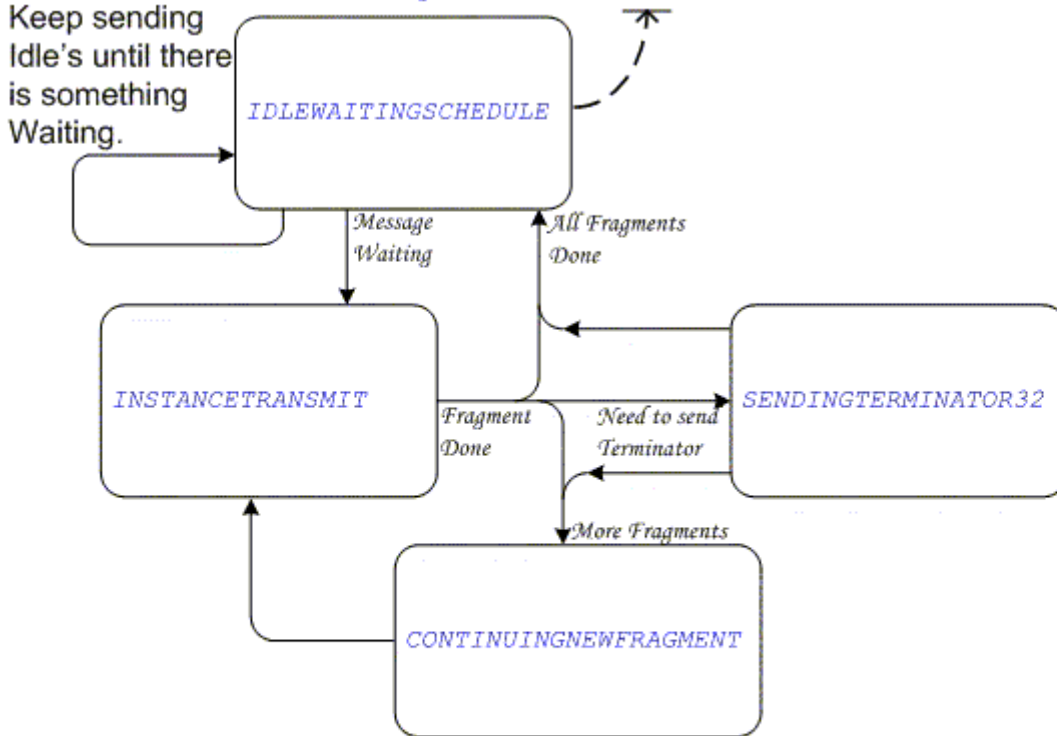 Keep sending
Idle's until there
is something
Waiting.
IDLEWAITINGSCHEDULE
Message
Waiting
All Fragments
Done
INSTANCETRANSMIT
Fragment
Done
Need to send
Terminator
SENDINGTERMINATOR32
More Fragments
CONTINUINGNEWFRAGMENT